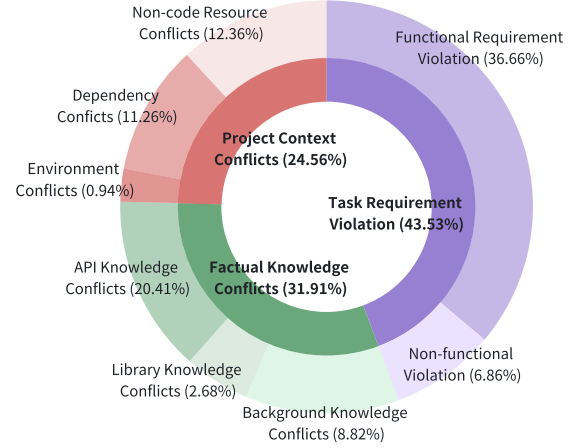 Non-code Resource
Conflicts (12.36%)
Functional Requirement
Violation (36.66%)
Dependency
Conficts (11.26%)
Project Context
Conflicts (24.56%)
Environment
Conflicts (0.94%)
Task Requirement
Violation (43.53%)
API Knowledge
Conflicts (20.41%)
Factual Knowledge
Conflicts (31.91%)
Non-functional
Violation (6.86%)
Library Knowledge
Conflicts (2.68%)
Background Knowledge
Conflicts (8.82%)